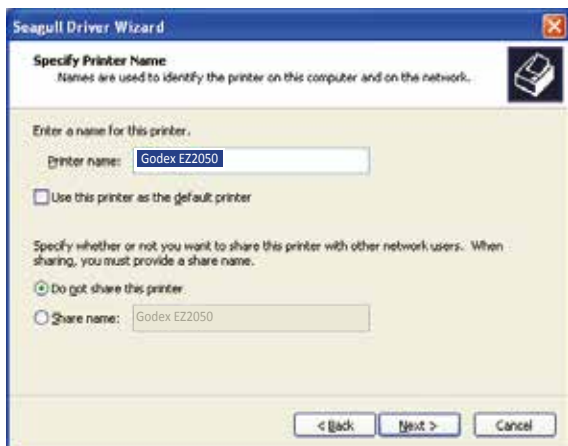 Seagull Driver Wizard
Specify Printer Name
Names are used to identify the printer on this computer and on the network.
Enter a name for this printer.
Printer name: Godex EZ2050
Use this printer as the default printer
Specify whether or not you want to share this printer with other network users. When
sharing, you must provide a share name.
Do not share this printer
Share name: Godex EZ2050
< Back Next > Cancel